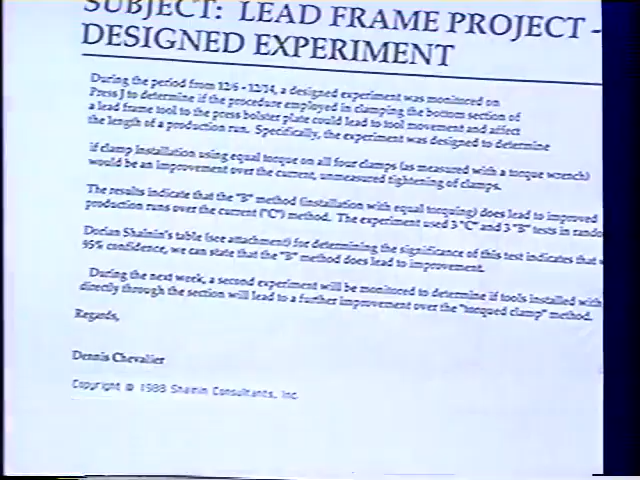 SUBJECT: LEAD FRAME PROJECT -
DESIGNED EXPERIMENT
During the period from 12/6 - 12/14, a designed experiment was monitored on
Press J to determine if the procedure employed in clamping the bottom section of
a lead frame tool to the press bolster plate could lead to tool movement and affect
the length of a production run. Specifically, the experiment was designed to determine
if clamp installation using equal torque on all four clamps (as measured with a torque wrench)
would be an improvement over the current, unmeasured tightening of clamps.
The results indicate that the "B" method (installation with equal torquing) does lead to improved
production runs over the current ("C") method. The experiment used 3 "C" and 3 "B" tests in rando
Dorian Shainin's table (see attachment) for determining the significance of this test indicates that
95% confidence, we can state that the "B" method does lead to improvement.
During the next week, a second experiment will be monitored to determine if tools installed with
directly through the section will lead to a further improvement over the "torqued clamp" method.
Regards,
Dennis Chevalier
Copyright © 1988 Shainin Consultants, Inc.